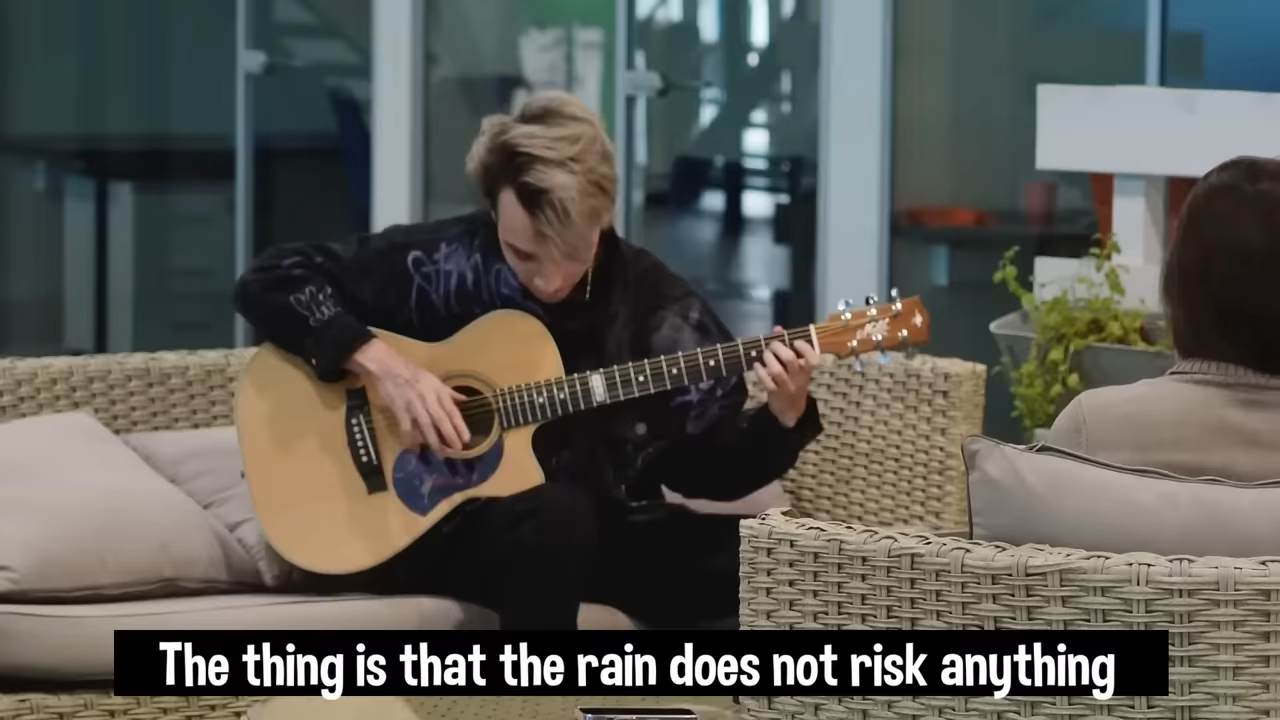 The thing is that the rain does not risk anything